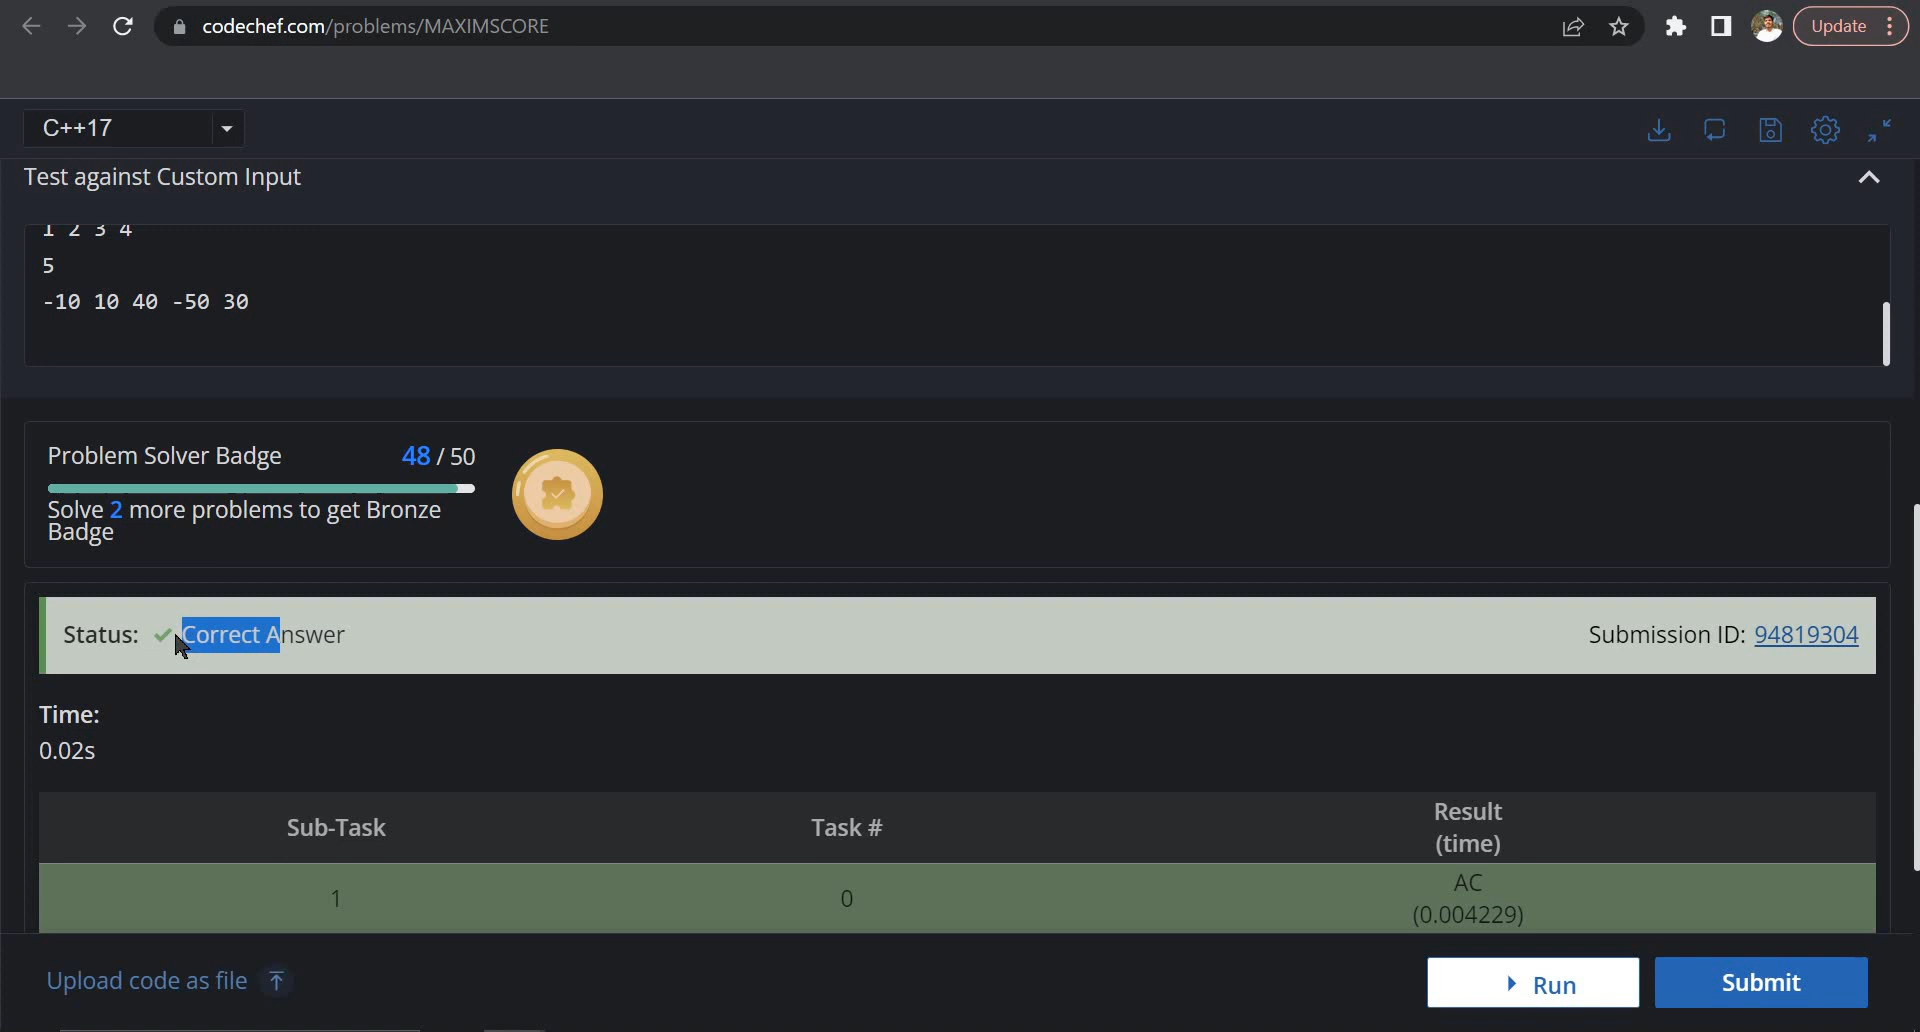 codechef.com/problems/MAXIMSCORE
Update
C++17
Test against Custom Input
1 2 3 4
5
-10 10 40 -50 30
Problem Solver Badge 48 / 50
Solve 2 more problems to get Bronze
Badge
Status: Correct Answer Submission ID: 94819304
Time:
0.02s
Sub-Task Task # Result
(time)
1 0 AC
(0.004229)
Upload code as file Run Submit